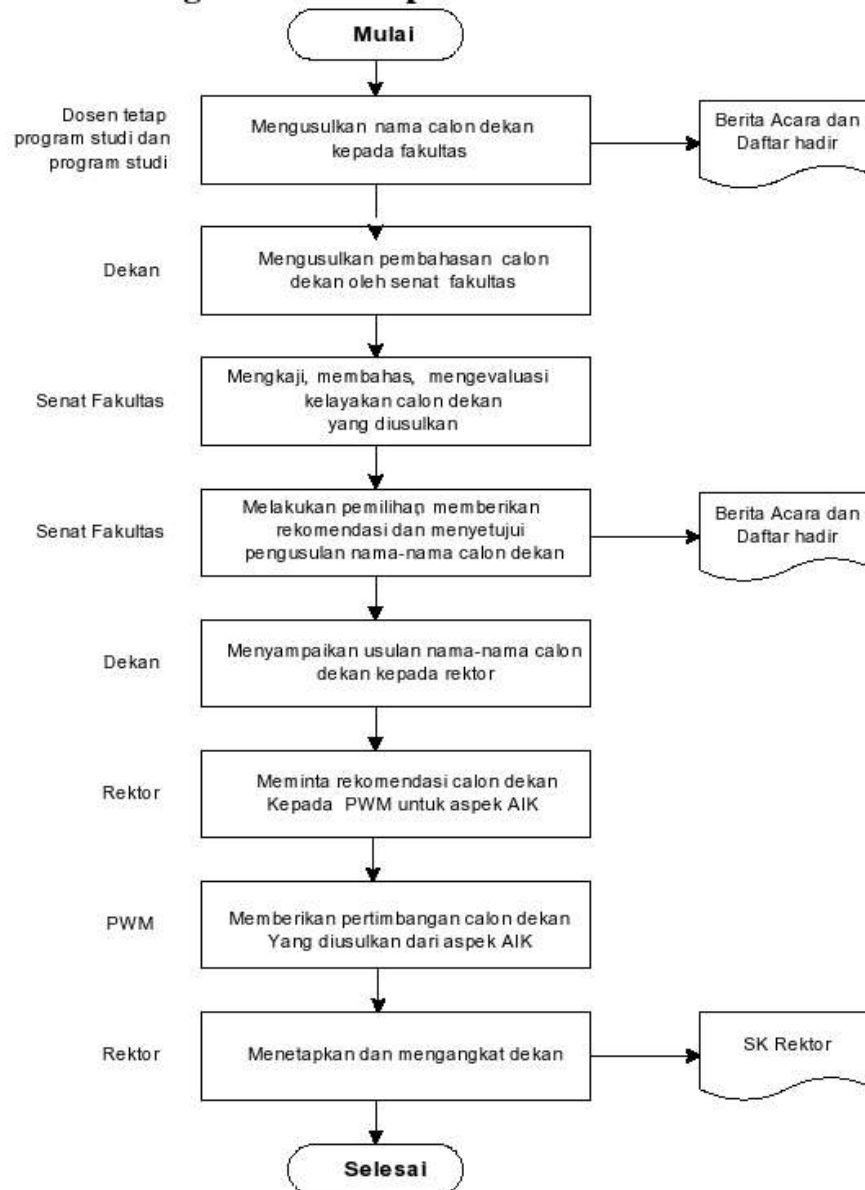 Mulai
Dosen tetap
program studi dan
program studi
Mengusulkan nama calon dekan
kepada fakultas
Berita Acara dan
Daftar hadir
Dekan
Mengusulkan pembahasan calon
dekan oleh senat fakultas
Senat Fakultas
Mengkaji, membahas, mengevaluasi
kelayakan calon dekan
yang diusulkan
Senat Fakultas
Melakukan pemilihan, memberikan
rekomendasi dan menyetujui
pengusulan nama-nama calon dekan
Berita Acara dan
Daftar hadir
Dekan
Menyampaikan usulan nama-nama calon
dekan kepada rektor
Rektor
Meminta rekomendasi calon dekan
Kepada PWM untuk aspek AIK
PWM
Memberikan pertimbangan calon dekan
Yang diusulkan dari aspek AIK
Rektor
Menetapkan dan mengangkat dekan
SK Rektor
Selesai